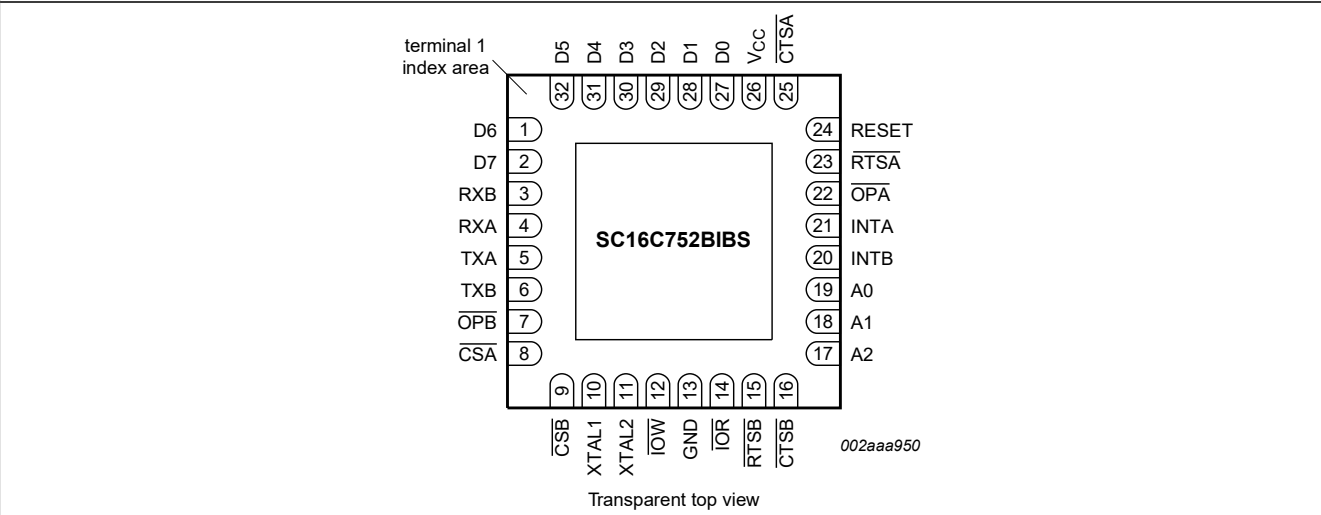 terminal 1
index area
D5 D4 D3 D2 D1 D0 VCC CTSA
32 31 30 29 28 27 26 25
D6 1
D7 2
RXB 3
RXA 4
TXA 5
TXB 6
OPB 7
CSA 8
SC16C752BIBS
24 RESET
23 RTSA
22 OPA
21 INTA
20 INTB
19 A0
18 A1
17 A2
9 10 11 12 13 14 15 16
CSB XTAL1 XTAL2 IOW GND IOR RTSB CTSB
002aaa950
Transparent top view